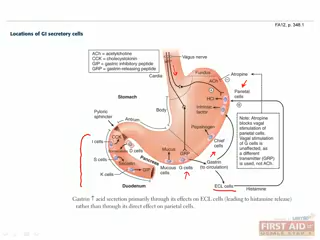 FA12, p. 348.1
Locations of GI secretory cells
ACh = acetylcholine
CCK = cholecystokinin
GIP = gastric inhibitory peptide
GRP = gastrin-releasing peptide
Vagus nerve
Cardia
Fundus
Atropine
ACh
Parietal
cells
Stomach
HCl
Body
Intrinsic
factor
Pyloric
sphincter
Antrum
Pepsinogen
Note: Atropine
blocks vagal
stimulation of
parietal cells.
Vagal stimulation
of G cells is
unaffected, as
a different
transmitter (GRP)
is used, not ACh.
I cells
CCK
Chief
cells
Mucus
GRP
S cells
Secretin
Pancreas
Mucous
cells
G cells
Gastrin
(to circulation)
K cells
GIP
Duodenum
ECL cells
Histamine
Gastrin ↑ acid secretion primarily through its effects on ECL cells (leading to histamine release)
rather than through its direct effect on parietal cells.
FIRST AID